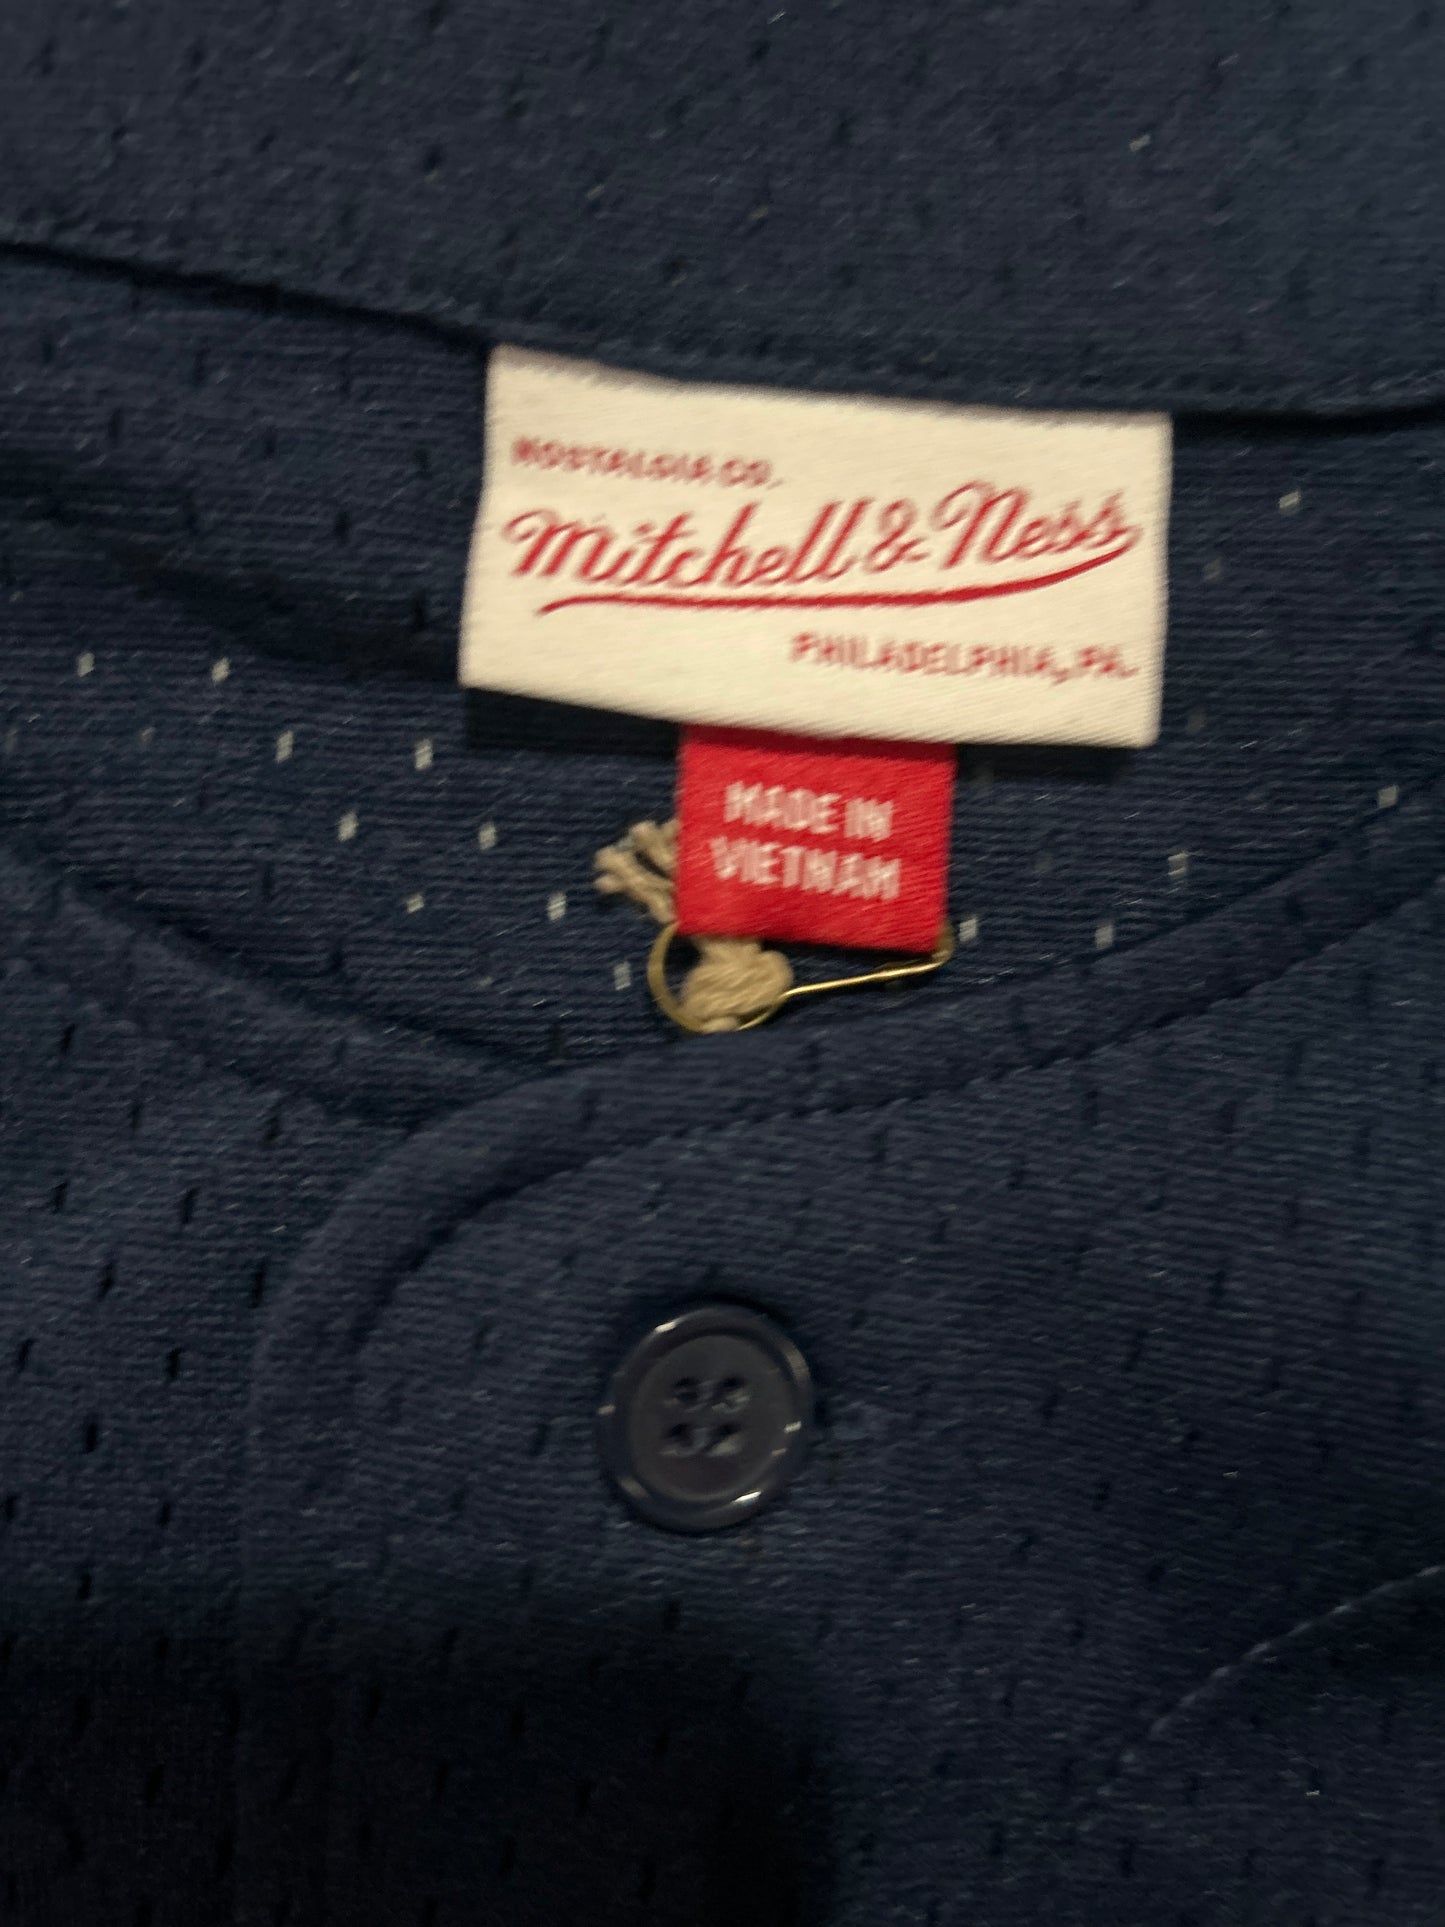 NOSTALGIA CO.
Mitchell & Ness
PHILADELPHIA, PA.
MADE IN
VIETNAM